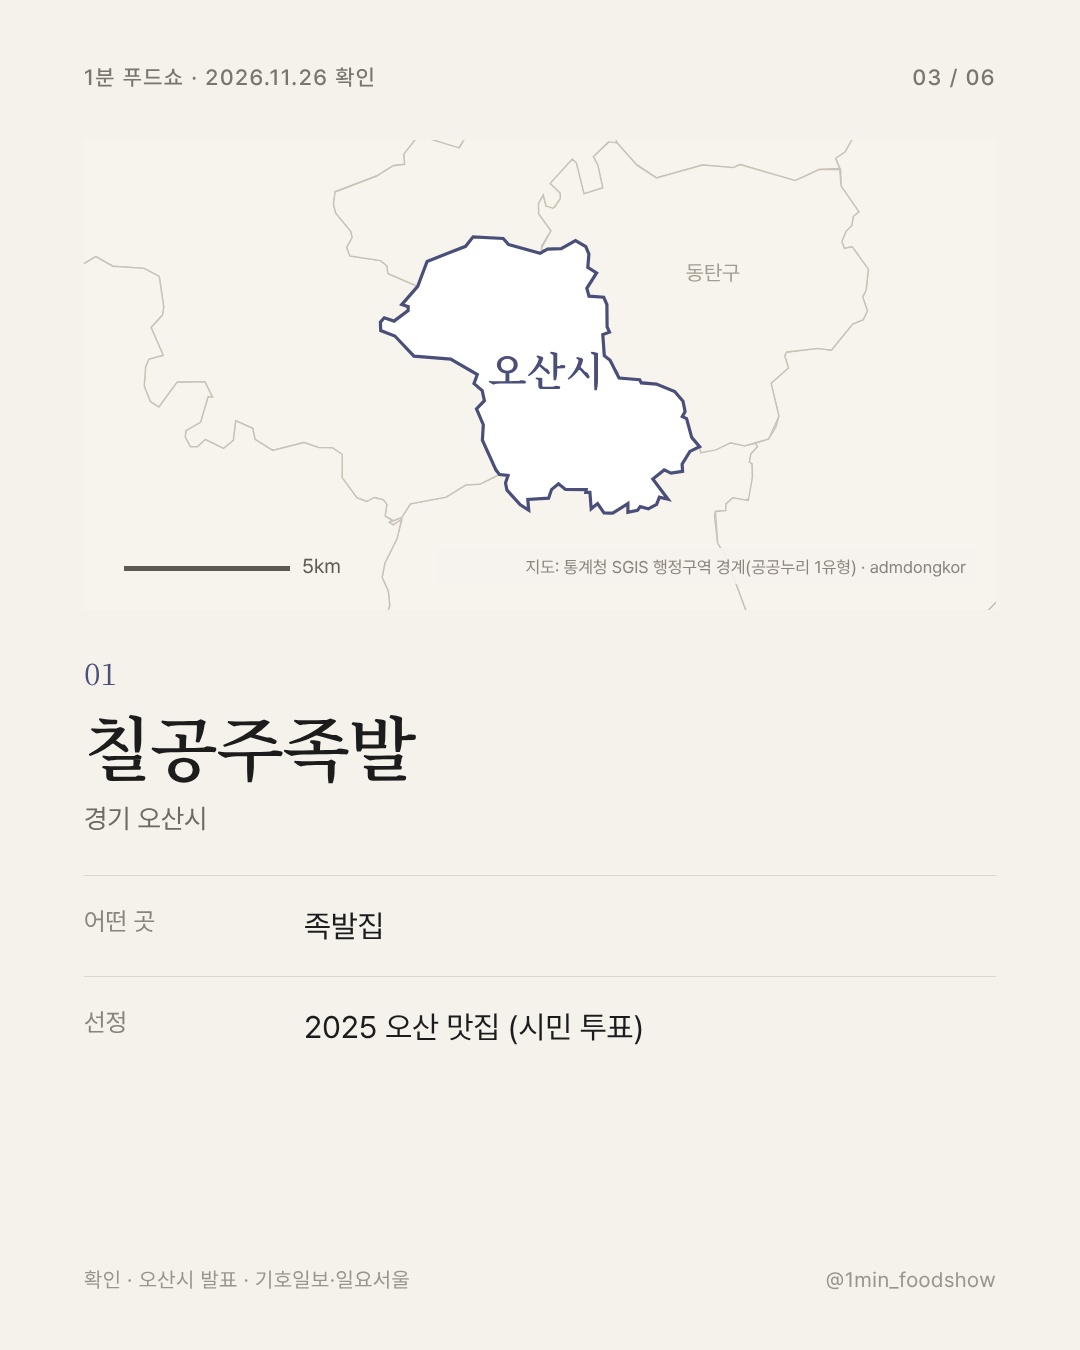 1분 푸드쇼 · 2026.11.26 확인
03 / 06
동탄구
오산시
5km
지도: 통계청 SGIS 행정구역 경계(공공누리 1유형) · admdongkor
01
칠공주족발
경기 오산시
어떤 곳
족발집
선정
2025 오산 맛집 (시민 투표)
확인 · 오산시 발표 · 기호일보·일요서울
@1min_foodshow